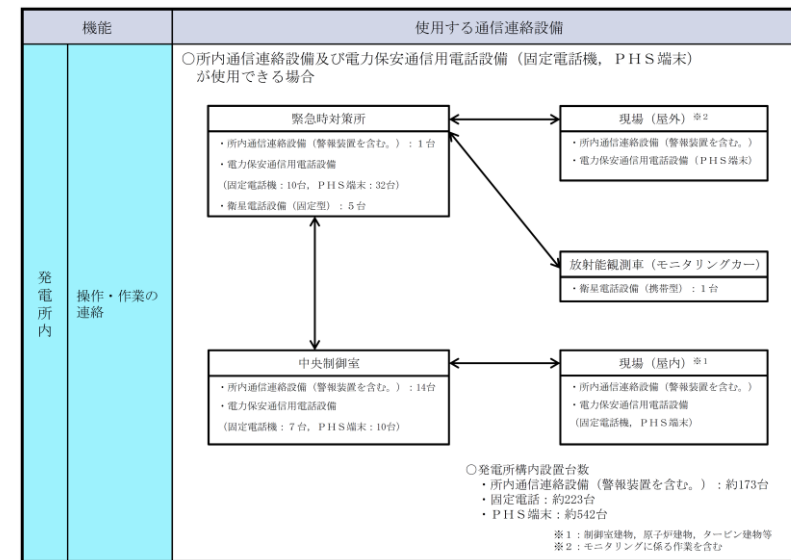 機能
使用する通信連絡設備
発電所内
操作・作業の
連絡
○所内通信連絡設備及び電力保安通信用電話設備（固定電話機，ＰＨＳ端末）
が使用できる場合
緊急時対策所
・所内通信連絡設備（警報装置を含む。）：１台
・電力保安通信用電話設備
（固定電話機：10台，ＰＨＳ端末：32台）
・衛星電話設備（固定型）：５台
現場（屋外）※2
・所内通信連絡設備（警報装置を含む。）
・電力保安通信用電話設備（ＰＨＳ端末）
放射能観測車（モニタリングカー）
・衛星電話設備（携帯型）：１台
中央制御室
・所内通信連絡設備（警報装置を含む。）：14台
・電力保安通信用電話設備
（固定電話機：７台，ＰＨＳ端末：10台）
現場（屋内）※1
・所内通信連絡設備（警報装置を含む。）
・電力保安通信用電話設備
（固定電話機，ＰＨＳ端末）
○発電所構内設置台数
・所内通信連絡設備（警報装置を含む。）：約173台
・固定電話：約223台
・ＰＨＳ端末：約542台
※1：制御室建物，原子炉建物，タービン建物等
※2：モニタリングに係る作業を含む